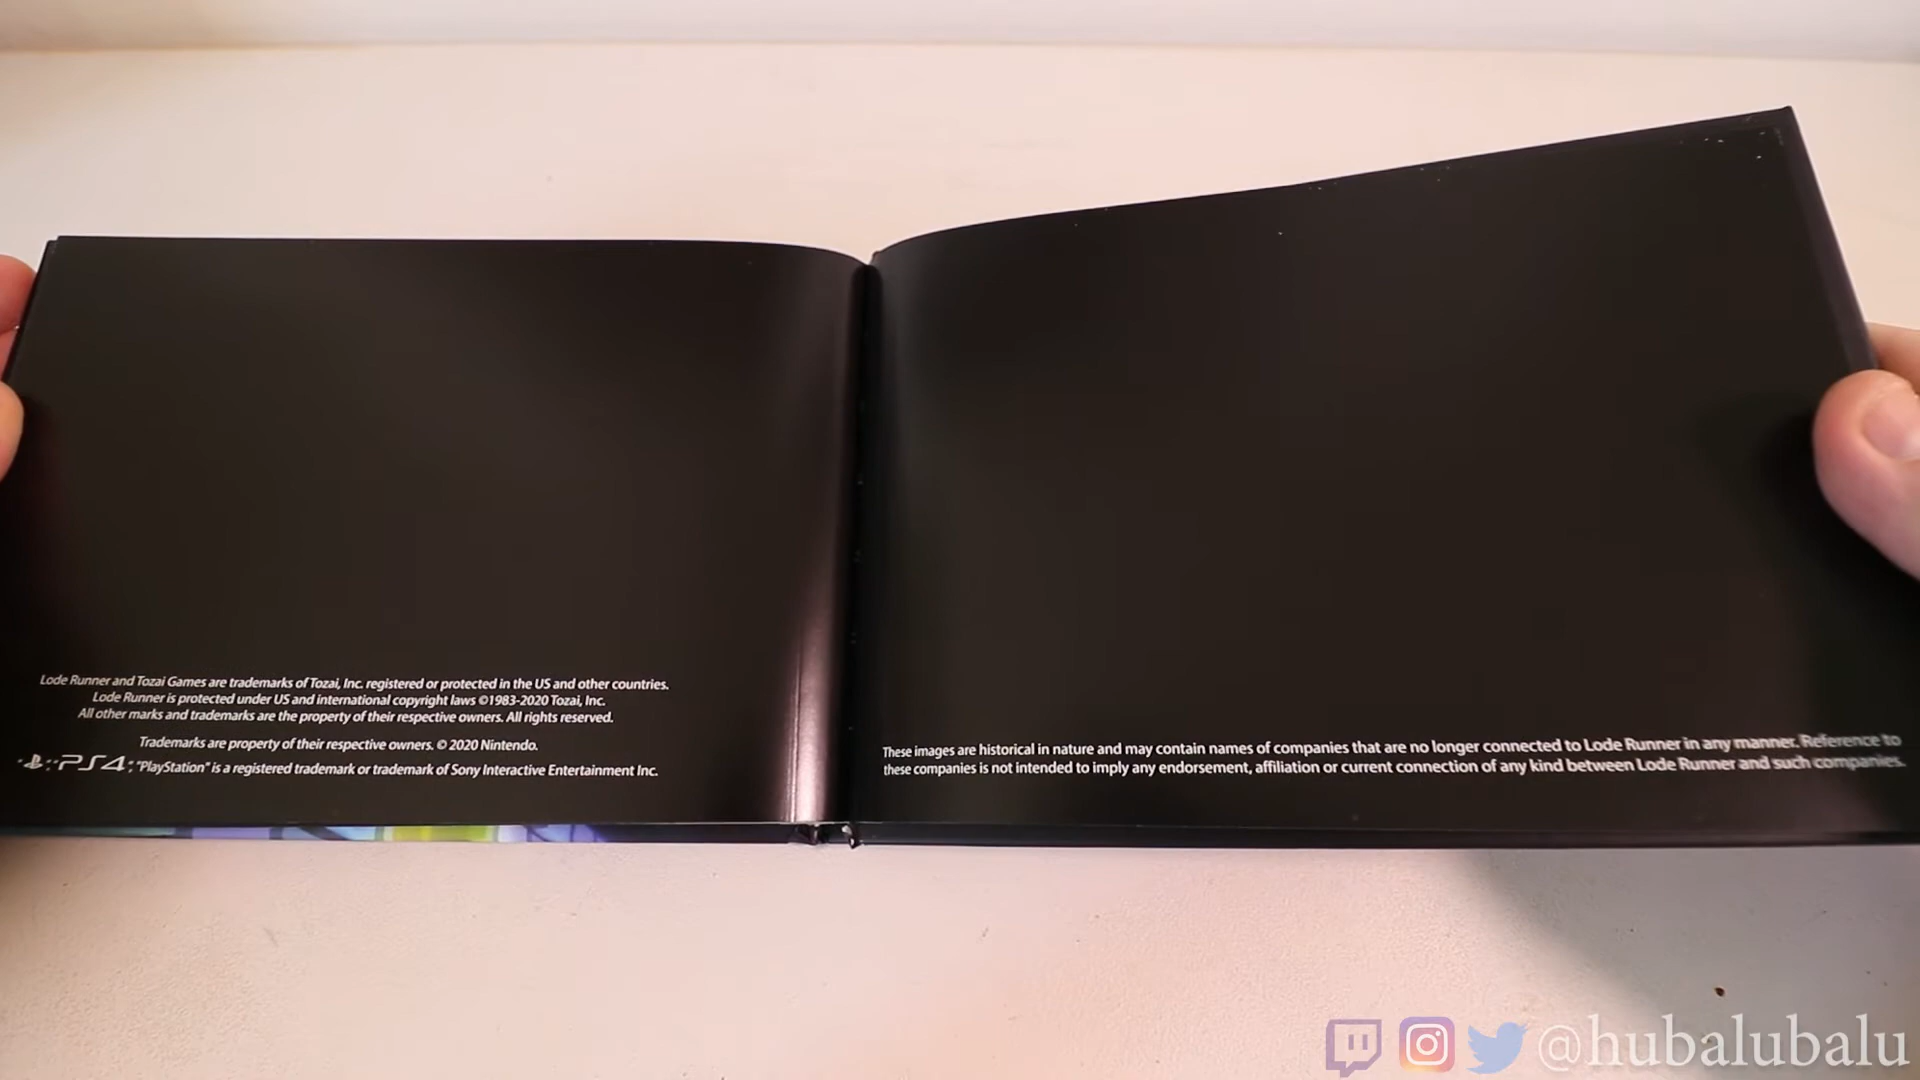 Lode Runner and Tozai Games are trademarks of Tozai, Inc. registered or protected in the US and other countries.
Lode Runner is protected under US and international copyright laws ©1983-2020 Tozai, Inc.
All other marks and trademarks are the property of their respective owners. All rights reserved.
Trademarks are property of their respective owners. © 2020 Nintendo.
PS4; "PlayStation" is a registered trademark or trademark of Sony Interactive Entertainment Inc.
These images are historical in nature and may contain names of companies that are no longer connected to Lode Runner in any manner. Reference to
these companies is not intended to imply any endorsement, affiliation or current connection of any kind between Lode Runner and such companies.
@hubalubalu